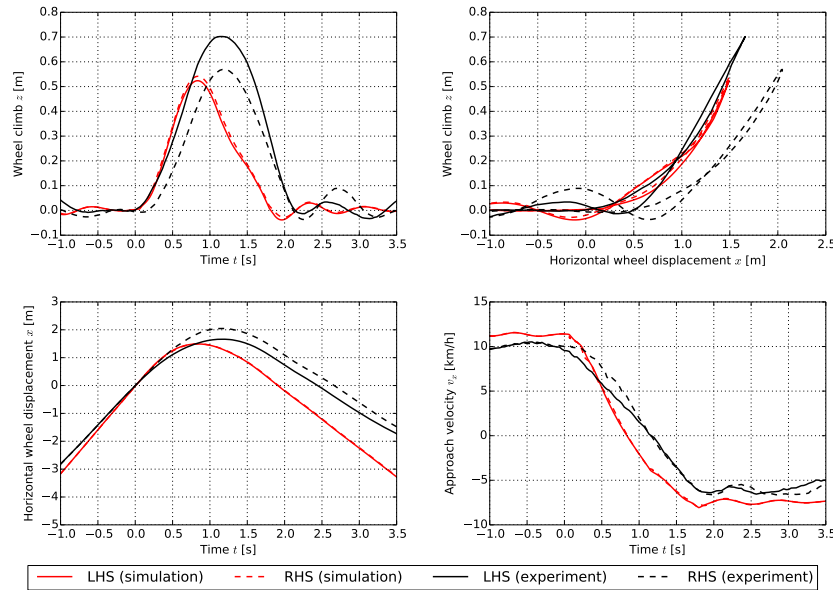 0.8
0.7
0.6
0.5
0.4
0.3
0.2
0.1
0.0
−0.1
Wheel climb z [m]
−1.0 −0.5 0.0 0.5 1.0 1.5 2.0 2.5 3.0 3.5
Time t [s]
0.8
0.7
0.6
0.5
0.4
0.3
0.2
0.1
0.0
0.1
Wheel climb z [m]
−1.0 −0.5 0.0 0.5 1.0 1.5 2.0 2.5
Horizontal wheel displacement x [m]
3
2
1
0
−1
−2
−3
−4
−5
Horizontal wheel displacement x [m]
−1.0 −0.5 0.0 0.5 1.0 1.5 2.0 2.5 3.0 3.5
Time t [s]
15
10
5
0
−5
−10
Approach velocity vₓ [km/h]
−1.0 −0.5 0.0 0.5 1.0 1.5 2.0 2.5 3.0 3.5
Time t [s]
LHS (simulation) RHS (simulation) LHS (experiment) RHS (experiment)